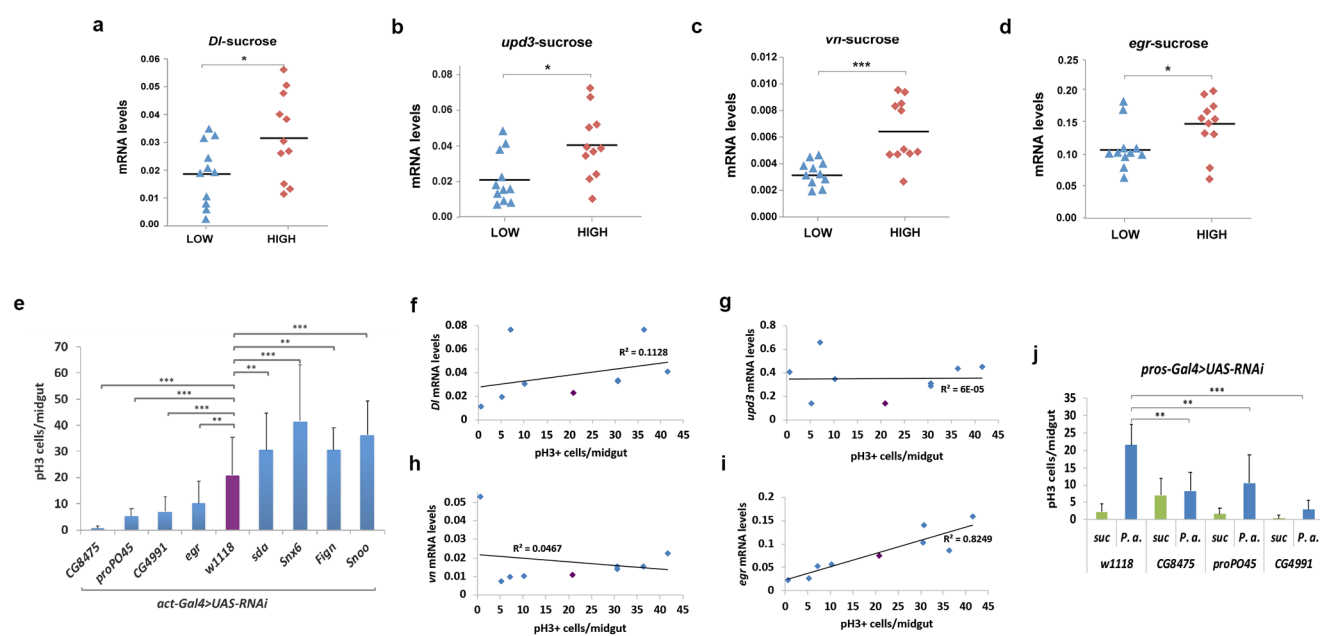 a
Dl-sucrose
*
mRNA levels
0.06
0.05
0.04
0.03
0.02
0.01
0.00
LOW HIGH
b
upd3-sucrose
*
mRNA levels
0.08
0.06
0.04
0.02
0.00
LOW HIGH
c
vn-sucrose
***
mRNA levels
0.012
0.010
0.008
0.006
0.004
0.002
0.000
LOW HIGH
d
egr-sucrose
*
mRNA levels
0.25
0.20
0.15
0.10
0.05
0.00
LOW HIGH
e
pH3 cells/midgut
70
60
50
40
30
20
10
0
***
**
***
**
***
***
***
**
CG8475 proPO45 CG4991 egr w1118 sda Snx6 Fign Snoo
act-Gal4>UAS-RNAi
f
Dl mRNA levels
0.08
0.06
0.04
0.02
0
R² = 0.1128
0 5 10 15 20 25 30 35 40 45
pH3+ cells/midgut
g
upd3 mRNA levels
0.8
0.6
0.4
0.2
0
R² = 6E-05
0 5 10 15 20 25 30 35 40 45
pH3+ cells/midgut
h
vn mRNA levels
0.05
0.04
0.03
0.02
0.01
0
R² = 0.0467
0 5 10 15 20 25 30 35 40 45
pH3+ cells/midgut
i
egr mRNA levels
0.2
0.15
0.1
0.05
0
R² = 0.8249
0 5 10 15 20 25 30 35 40 45
pH3+ cells/midgut
j
pros-Gal4>UAS-RNAi
***
**
**
pH3 cells/midgut
35
30
25
20
15
10
5
0
suc P. a. suc P. a. suc P. a. suc P. a.
w1118 CG8475 proPO45 CG4991